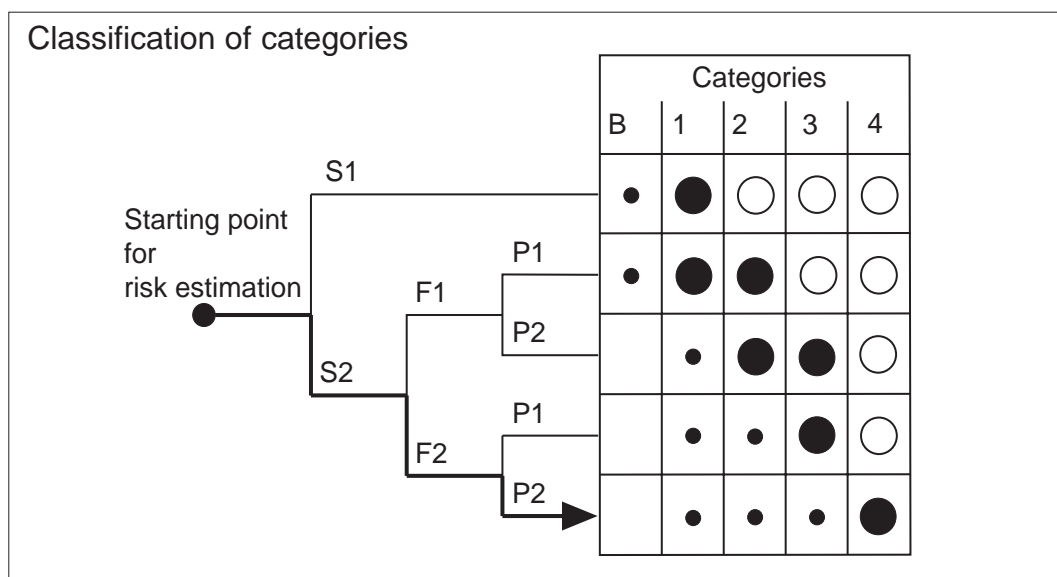 Classification of categories
Categories
B 1 2 3 4
S1
Starting point
for
risk estimation
P1
F1
P2
S2
P1
F2
P2